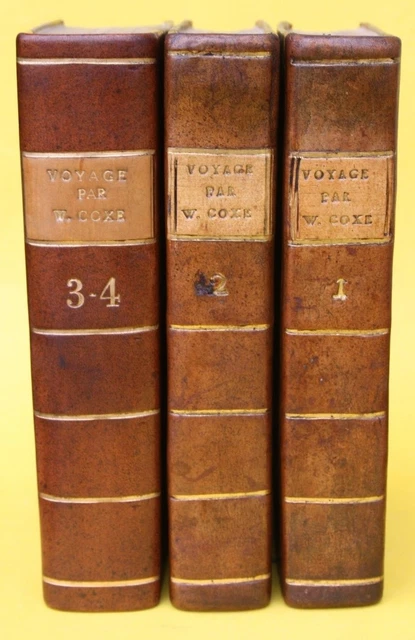 VOYAGE
PAR
W. COXE
3-4
VOYAGE
PAR
W. COXE
2
VOYAGE
PAR
W. COXE
1